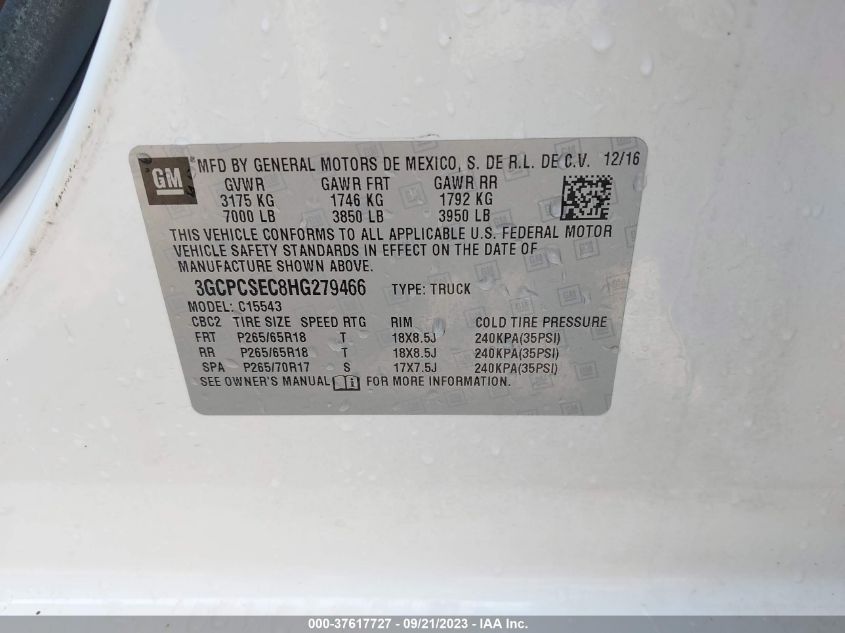 GM
MFD BY GENERAL MOTORS DE MEXICO, S. DE R.L. DE C.V. 12/16
GVWR GAWR FRT GAWR RR
3175 KG 1746 KG 1792 KG
7000 LB 3850 LB 3950 LB
THIS VEHICLE CONFORMS TO ALL APPLICABLE U.S. FEDERAL MOTOR
VEHICLE SAFETY STANDARDS IN EFFECT ON THE DATE OF
MANUFACTURE SHOWN ABOVE.
3GCPCSEC8HG279466 TYPE: TRUCK
MODEL: C15543
CBC2 TIRE SIZE SPEED RTG RIM COLD TIRE PRESSURE
FRT P265/65R18 T 18X8.5J 240KPA(35PSI)
RR P265/65R18 T 18X8.5J 240KPA(35PSI)
SPA P265/70R17 S 17X7.5J 240KPA(35PSI)
SEE OWNER'S MANUAL FOR MORE INFORMATION.
000-37617727 - 09/21/2023 - IAA Inc.